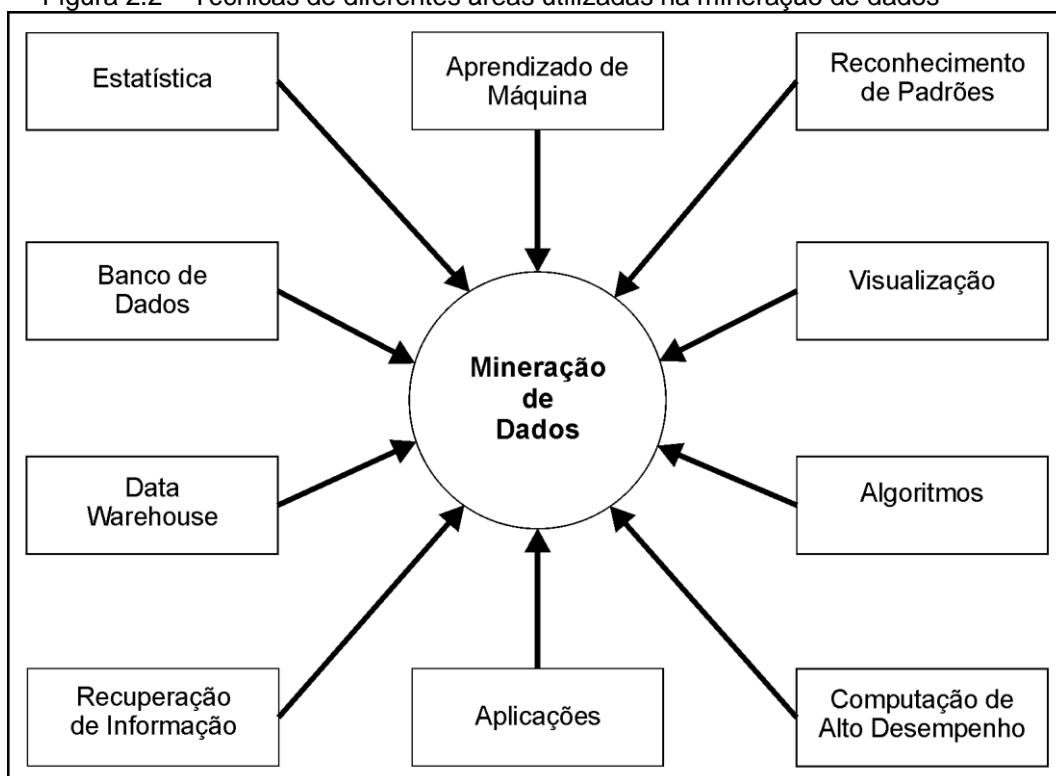 Figura 2.2 – Técnicas de diferentes áreas utilizadas na mineração de dados
Estatística
Aprendizado de
Máquina
Reconhecimento
de Padrões
Banco de
Dados
Visualização
Mineração
de
Dados
Data
Warehouse
Algoritmos
Recuperação
de Informação
Aplicações
Computação de
Alto Desempenho